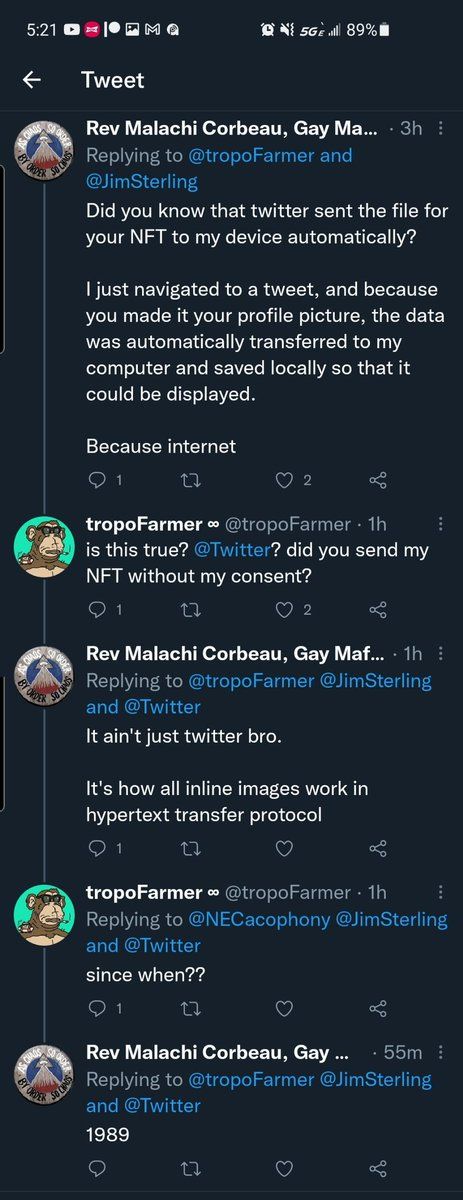 5:21
5GE
89%
Tweet
Rev Malachi Corbeau, Gay Ma... · 3h
Replying to @tropoFarmer and
@JimSterling
Did you know that twitter sent the file for
your NFT to my device automatically?
I just navigated to a tweet, and because
you made it your profile picture, the data
was automatically transferred to my
computer and saved locally so that it
could be displayed.
Because internet
1
2
tropoFarmer ∞ @tropoFarmer · 1h
is this true? @Twitter? did you send my
NFT without my consent?
1
2
Rev Malachi Corbeau, Gay Maf... · 1h
Replying to @tropoFarmer @JimSterling
and @Twitter
It ain't just twitter bro.
It's how all inline images work in
hypertext transfer protocol
1
tropoFarmer ∞ @tropoFarmer · 1h
Replying to @NECacophony @JimSterling
and @Twitter
since when??
1
Rev Malachi Corbeau, Gay ... · 55m
Replying to @tropoFarmer @JimSterling
and @Twitter
1989